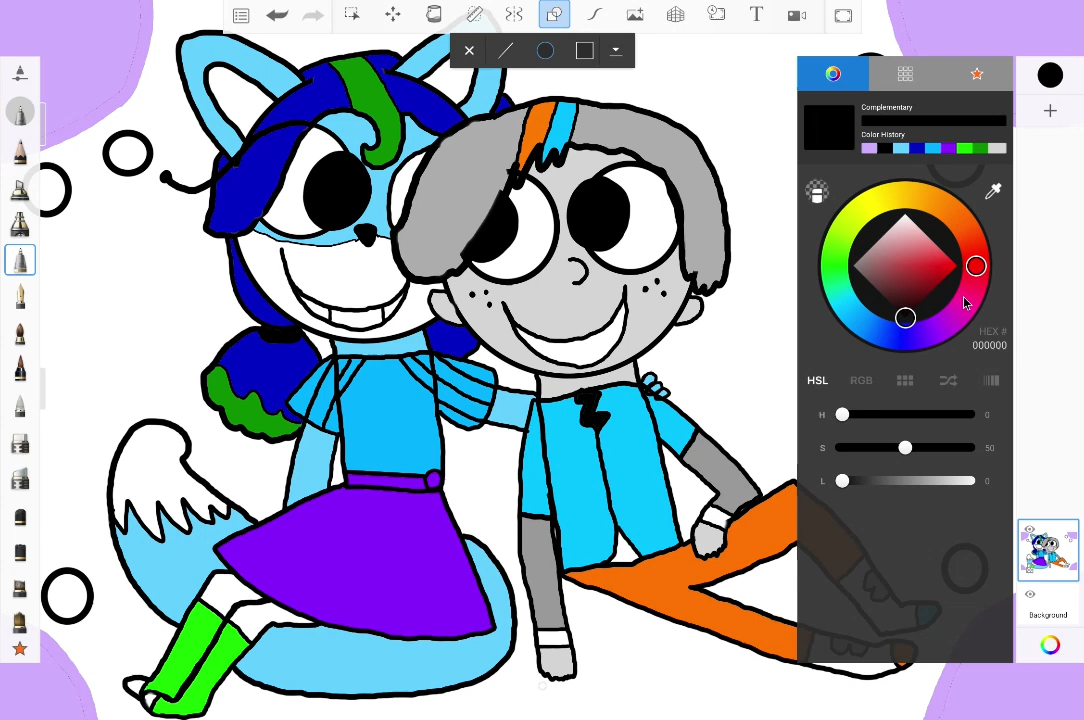 T
Complementary
Color History
HEX #
000000
HSL RGB
H 0
S 50
L 0
Background